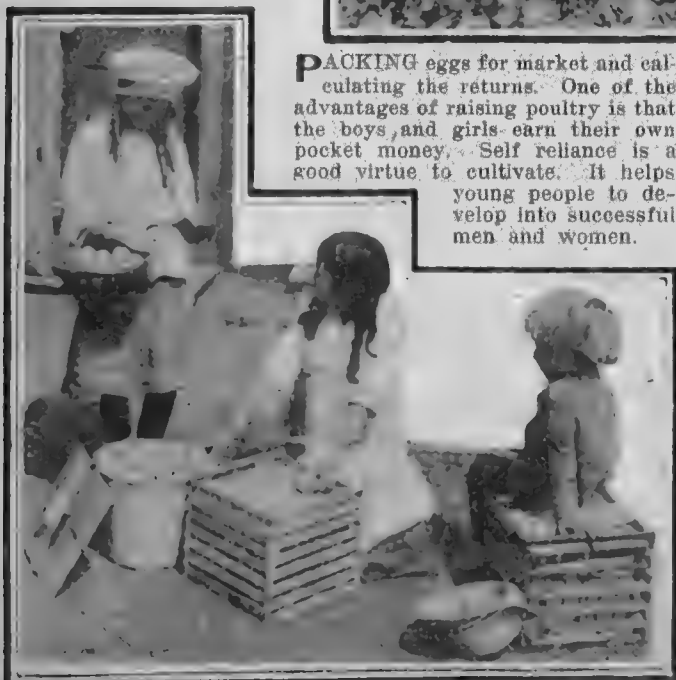 PACKING eggs for market and cal-
culating the returns. One of the
advantages of raising poultry is that
the boys and girls earn their own
pocket money. Self reliance is a
good virtue to cultivate. It helps
young people to de-
velop into successful
men and women.